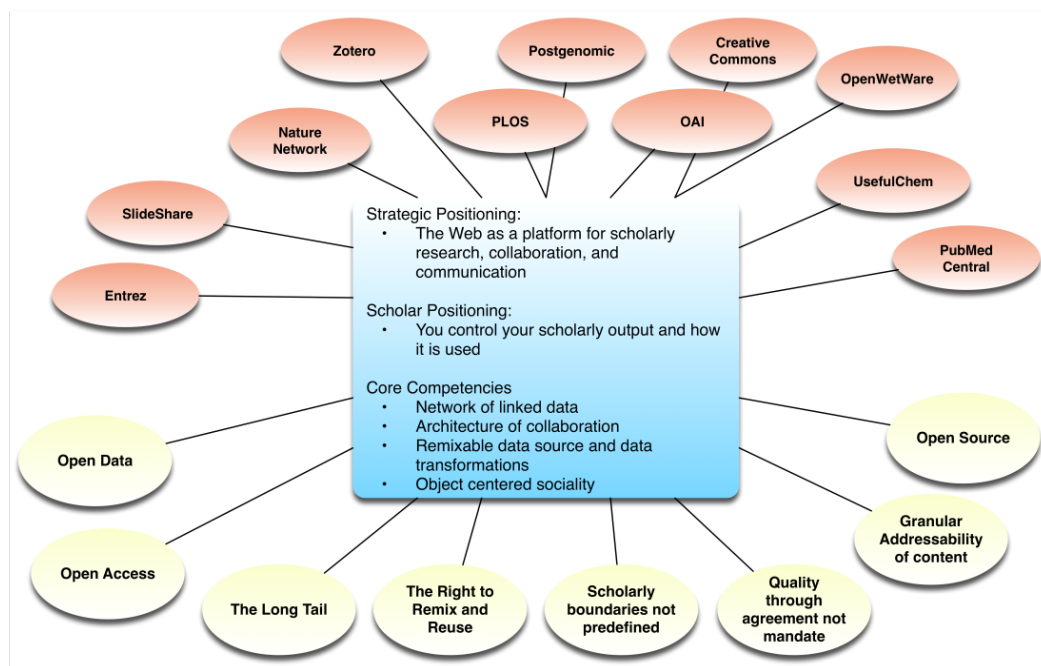 Zotero
Postgenomic
Creative
Commons
OpenWetWare
PLOS
OAI
Nature
Network
UsefulChem
SlideShare
PubMed
Central
Entrez
Strategic Positioning:
• The Web as a platform for scholarly
research, collaboration, and
communication
Scholar Positioning:
• You control your scholarly output and how
it is used
Core Competencies
• Network of linked data
• Architecture of collaboration
• Remixable data source and data
transformations
• Object centered sociality
Open Data
Open Source
Open Access
Granular
Addressability
of content
The Long Tail
The Right to
Remix and
Reuse
Scholarly
boundaries not
predefined
Quality
through
agreement not
mandate